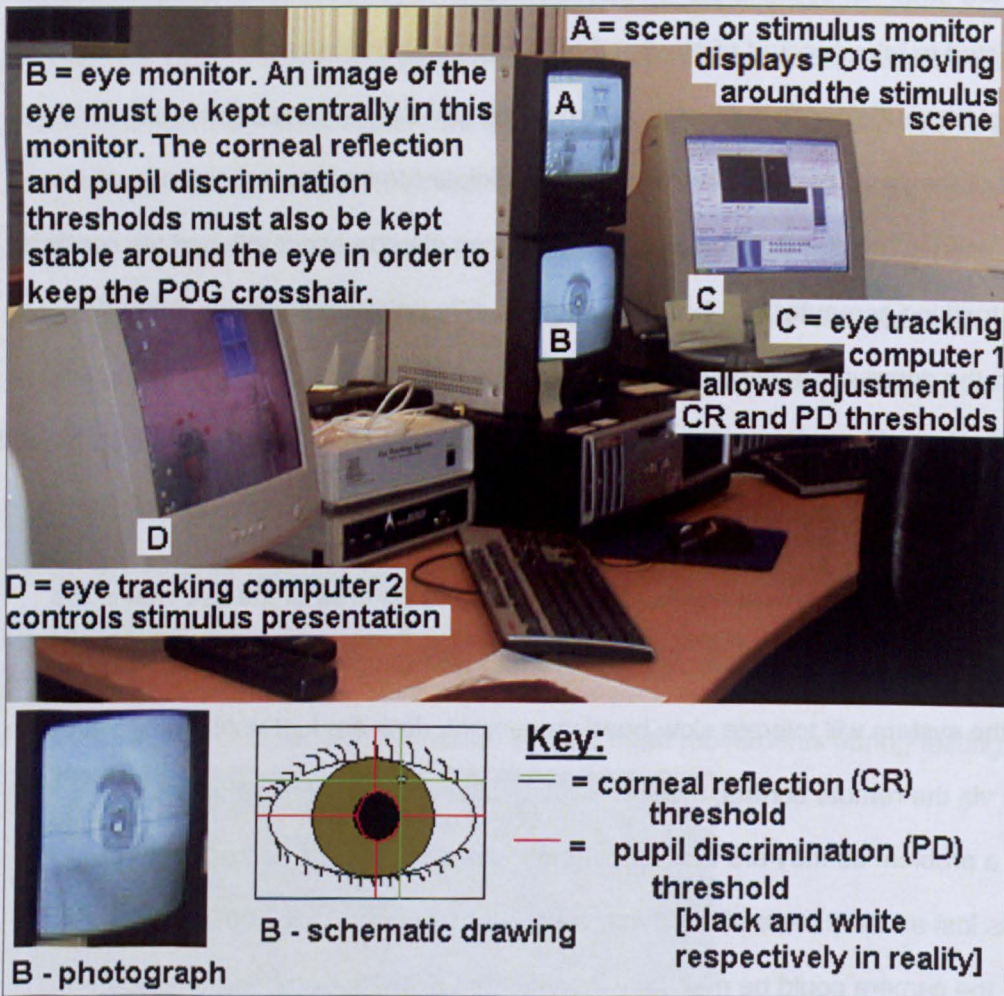 A = scene or stimulus monitor
displays POG moving
around the stimulus
scene
B = eye monitor. An image of the
eye must be kept centrally in this
monitor. The corneal reflection
and pupil discrimination
thresholds must also be kept
stable around the eye in order to
keep the POG crosshair.
A
B
C
C = eye tracking
computer 1
allows adjustment of
CR and PD thresholds
Eye Tracking System
D
D = eye tracking computer 2
controls stimulus presentation
Key:
= corneal reflection (CR)
threshold
= pupil discrimination (PD)
threshold
[black and white
respectively in reality]
B - schematic drawing
B - photograph